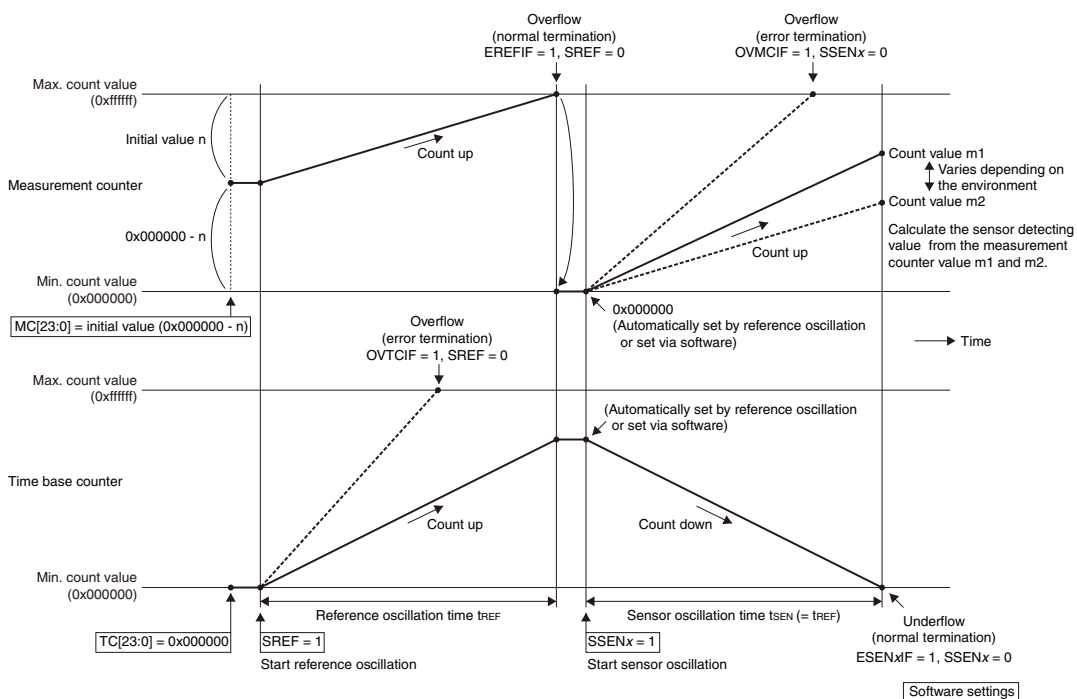 Overflow
(normal termination)
EREFIF = 1, SREF = 0
Overflow
(error termination)
OVMCIF = 1, SSENx = 0
Max. count value
(0xffffff)
Initial value n
Count up
Measurement counter
0x000000 - n
Count value m1
Varies depending on
the environment
Count value m2
Count up
Calculate the sensor detecting
value from the measurement
counter value m1 and m2.
Min. count value
(0x000000)
MC[23:0] = initial value (0x000000 - n)
0x000000
(Automatically set by reference oscillation
or set via software)
Overflow
(error termination)
OVTCIF = 1, SREF = 0
Time
Max. count value
(0xffffff)
(Automatically set by reference oscillation
or set via software)
Time base counter
Count up
Count down
Min. count value
(0x000000)
Reference oscillation time tREF
Sensor oscillation time tSEN (= tREF)
TC[23:0] = 0x000000
SREF = 1
Start reference oscillation
SSENx = 1
Start sensor oscillation
Underflow
(normal termination)
ESENxIF = 1, SSENx = 0
Software settings